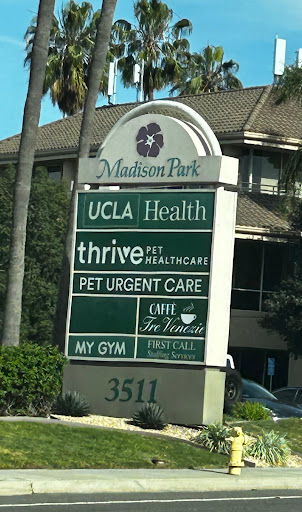 Madison Park
UCLA Health
thrive PET
HEALTHCARE
PET URGENT CARE
CAFFÈ
Tre Venezie
MY GYM
FIRST CALL
Staffing Services
3511